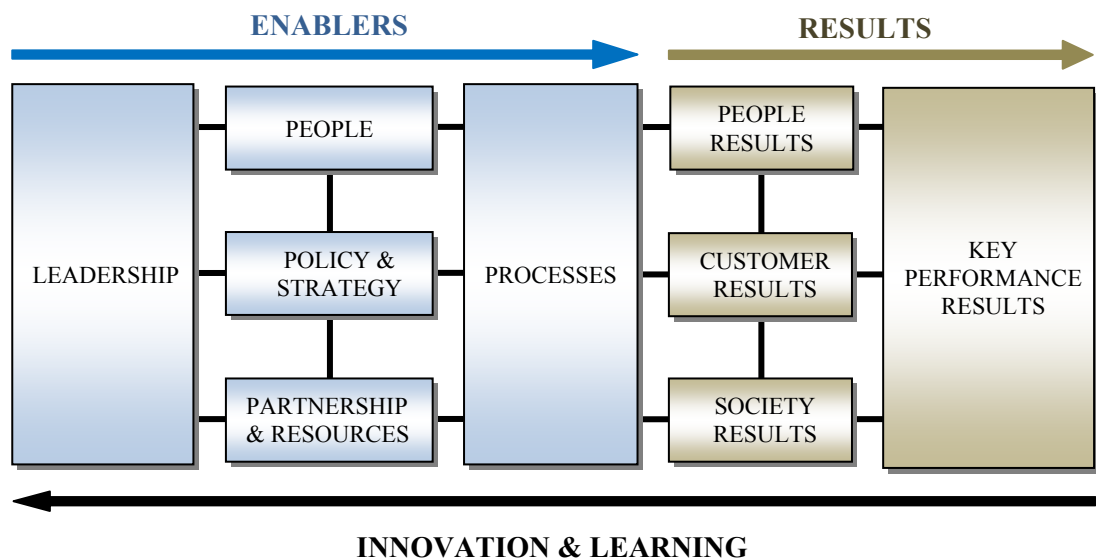 ENABLERS
RESULTS
LEADERSHIP
PEOPLE
POLICY &
STRATEGY
PARTNERSHIP
& RESOURCES
PROCESSES
PEOPLE
RESULTS
CUSTOMER
RESULTS
SOCIETY
RESULTS
KEY
PERFORMANCE
RESULTS
INNOVATION & LEARNING